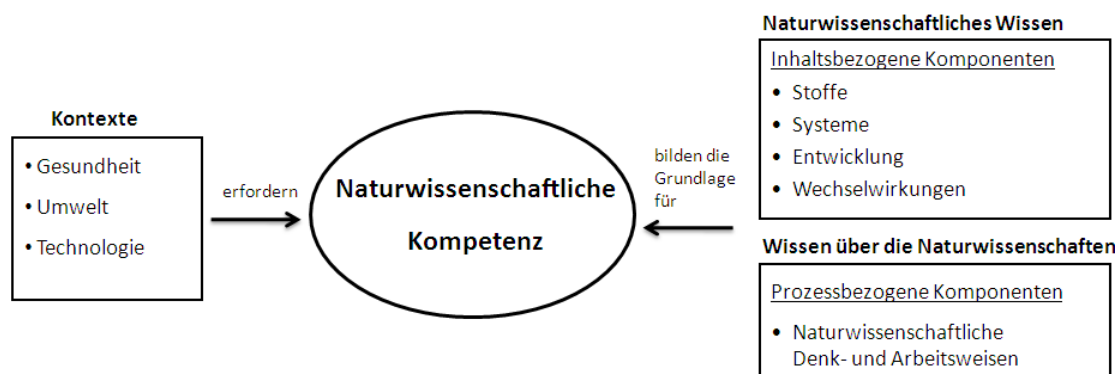 Kontexte
• Gesundheit
• Umwelt
• Technologie
erfordern
Naturwissenschaftliche
Kompetenz
bilden die
Grundlage
für
Naturwissenschaftliches Wissen
Inhaltsbezogene Komponenten
• Stoffe
• Systeme
• Entwicklung
• Wechselwirkungen
Wissen über die Naturwissenschaften
Prozessbezogene Komponenten
• Naturwissenschaftliche
Denk- und Arbeitsweisen